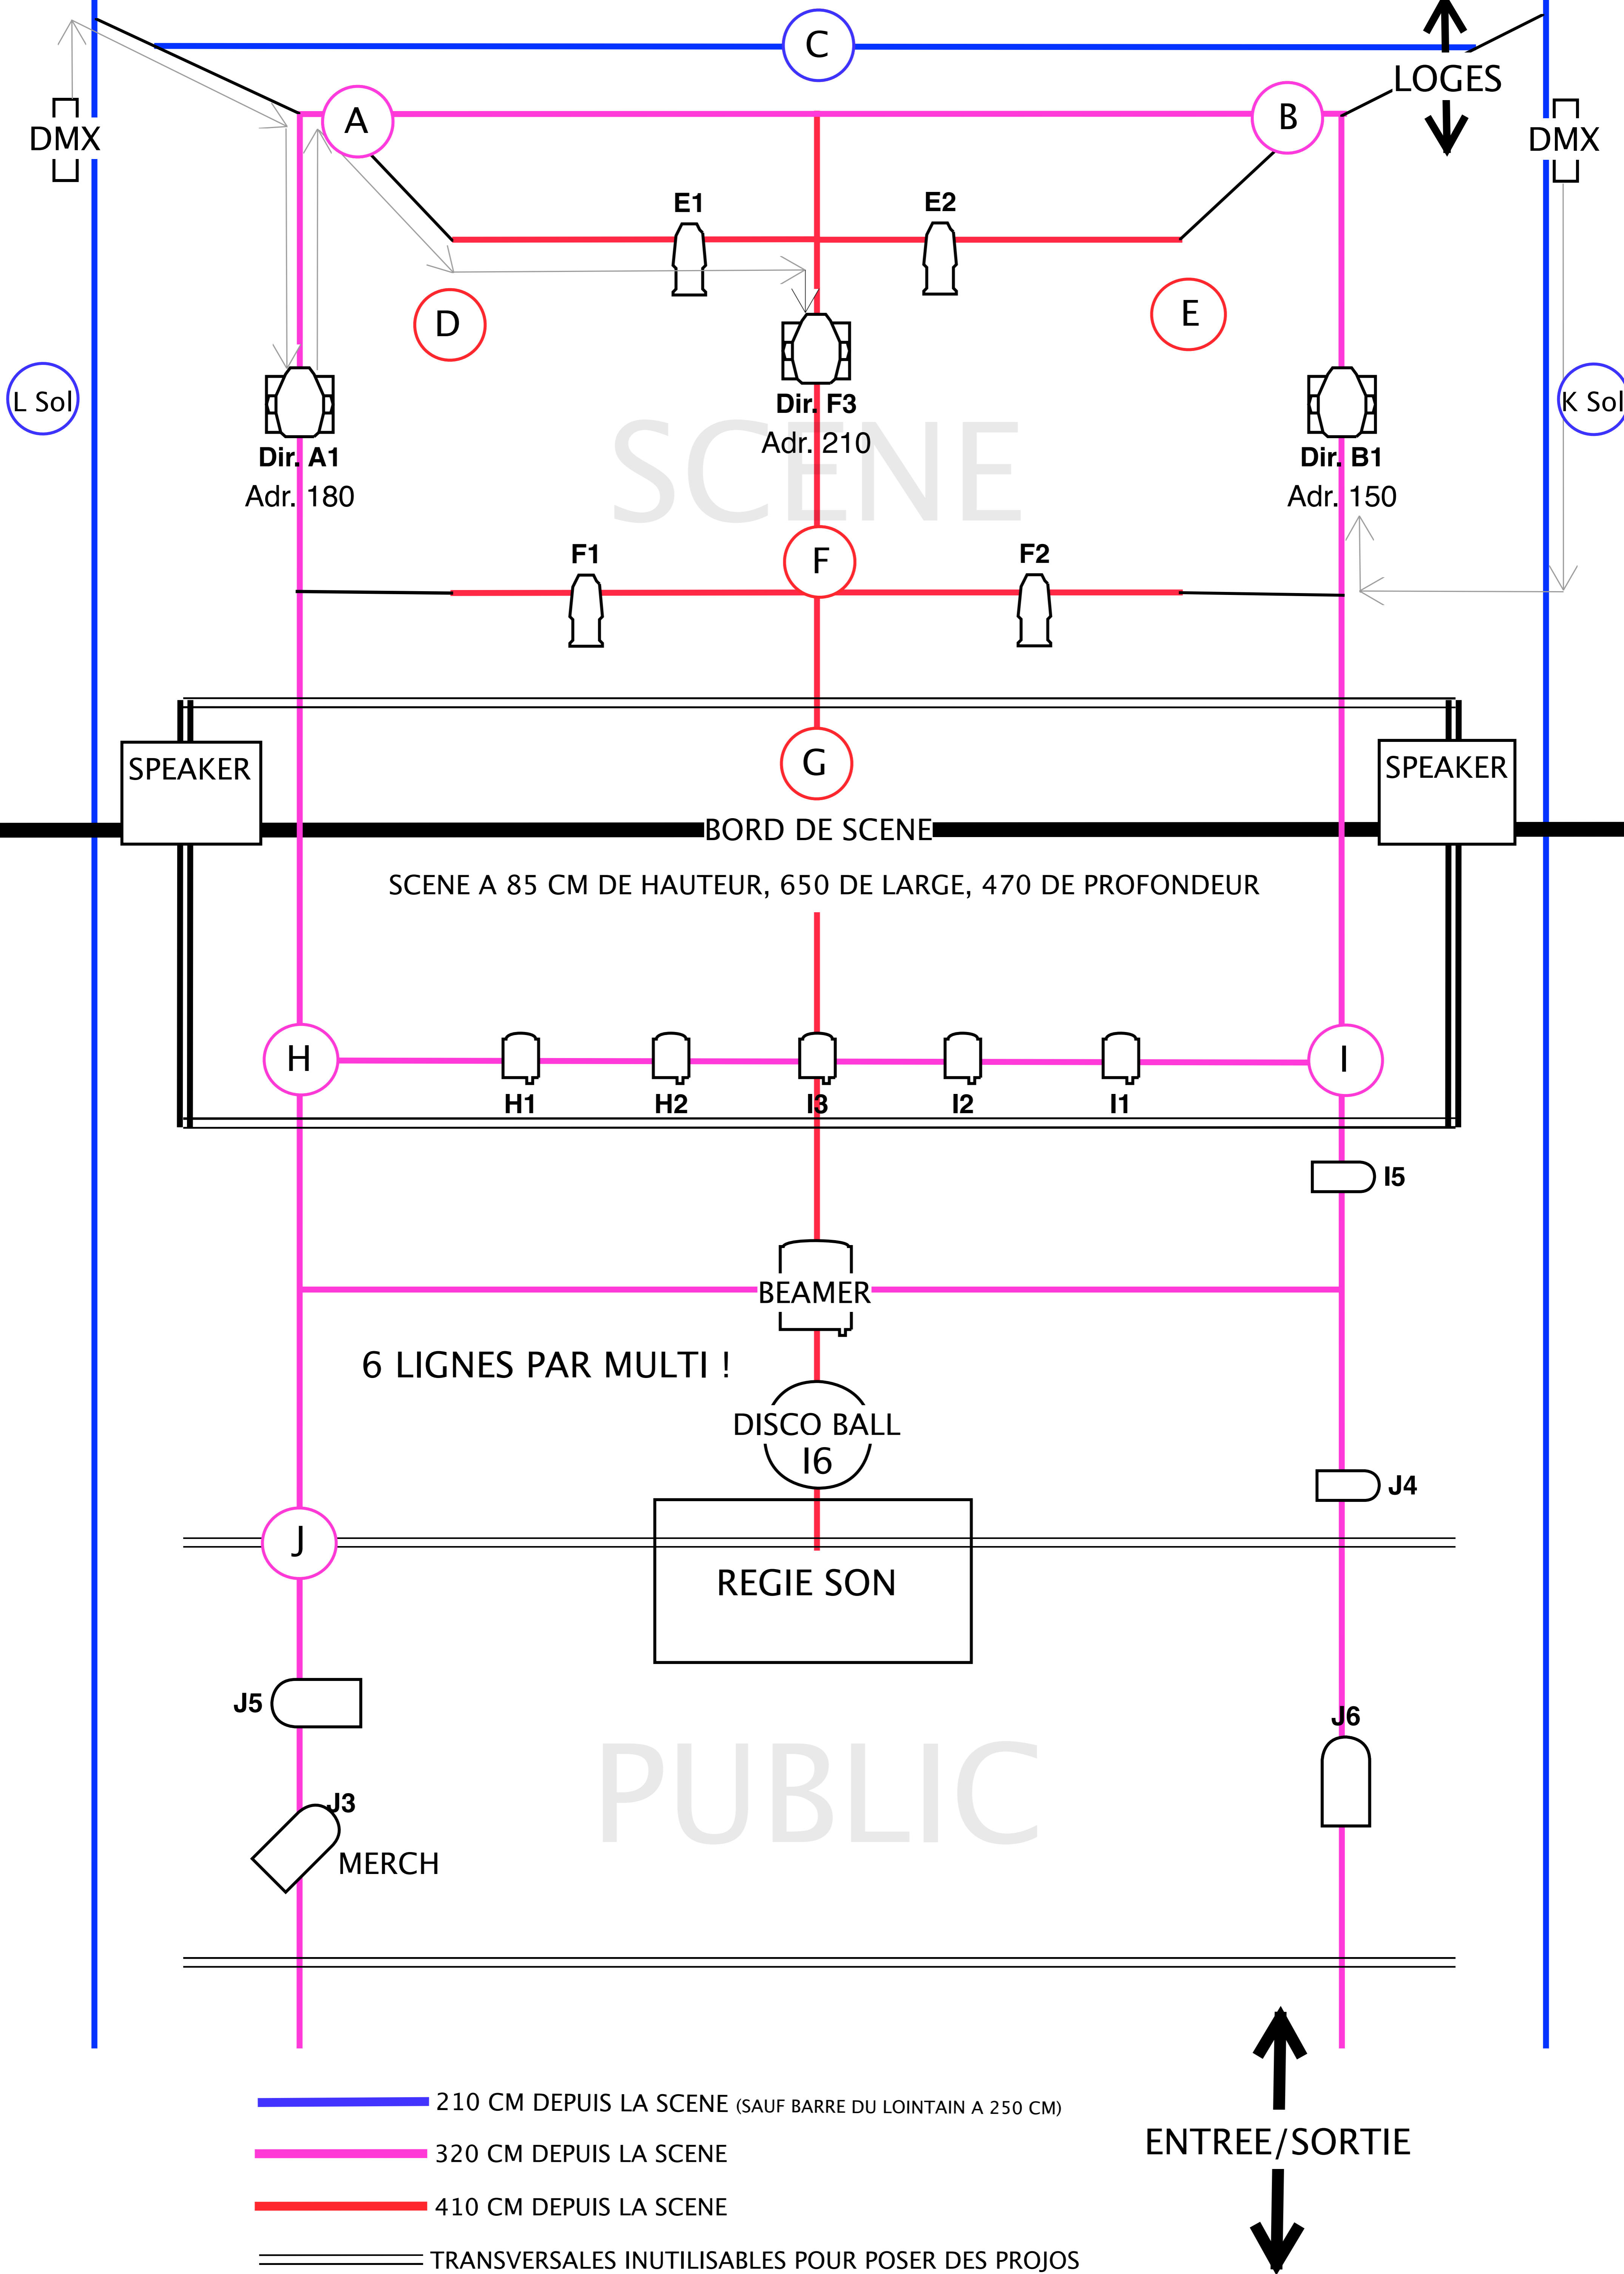 C
LOGES
A
B
DMX
DMX
E1
E2
D
E
L Sol
K Sol
Dir. F3
Adr. 210
SCENE
Dir. A1
Adr. 180
Dir. B1
Adr. 150
F1
F
F2
SPEAKER
G
SPEAKER
BORD DE SCENE
SCENE A 85 CM DE HAUTEUR, 650 DE LARGE, 470 DE PROFONDEUR
H
I
H1
H2
I3
I2
I1
I5
BEAMER
6 LIGNES PAR MULTI !
DISCO BALL
I6
J4
J
REGIE SON
J5
J6
PUBLIC
J3
MERCH
210 CM DEPUIS LA SCENE (SAUF BARRE DU LOINTAIN A 250 CM)
ENTREE/SORTIE
320 CM DEPUIS LA SCENE
410 CM DEPUIS LA SCENE
TRANSVERSALES INUTILISABLES POUR POSER DES PROJOS